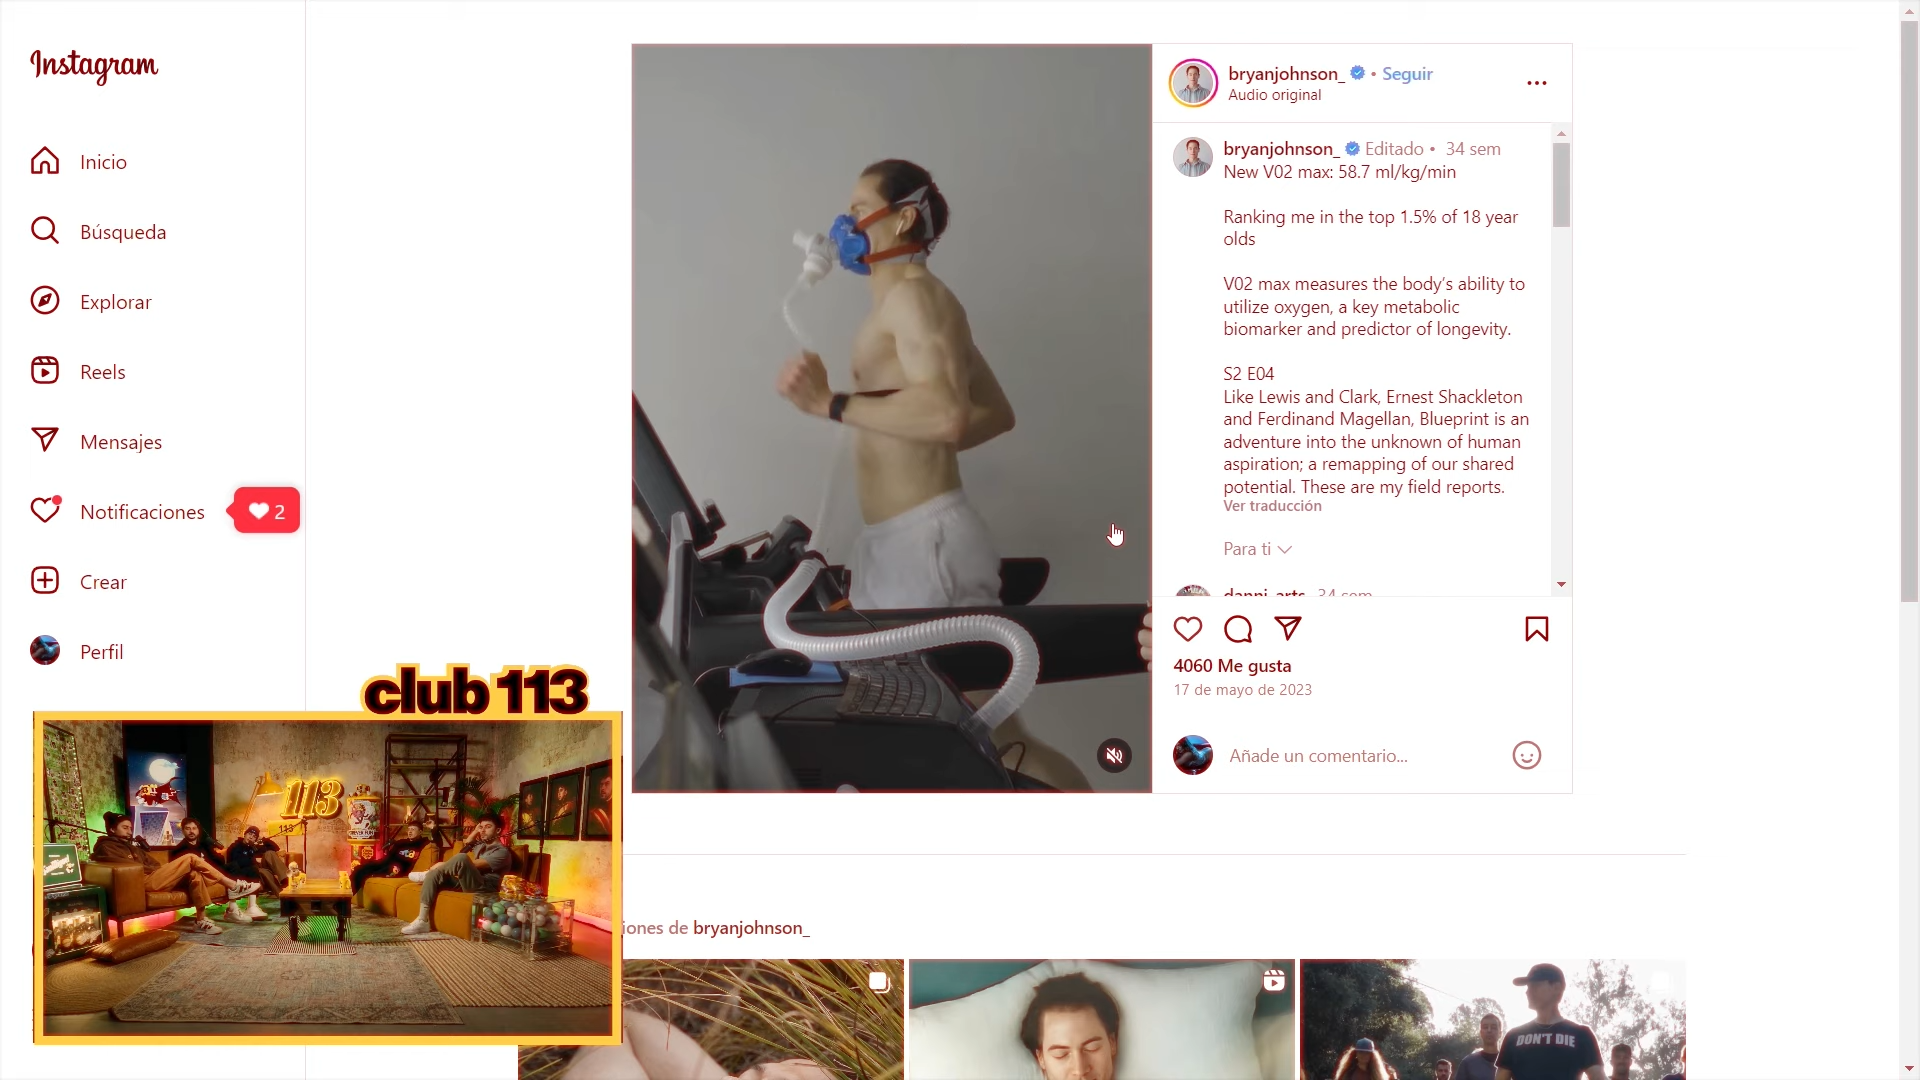 Instagram
Inicio
Búsqueda
Explorar
Reels
Mensajes
Notificaciones
2
Crear
Perfil
bryanjohnson_ • Seguir
Audio original
bryanjohnson_ Editado • 34 sem
New V02 max: 58.7 ml/kg/min
Ranking me in the top 1.5% of 18 year
olds
V02 max measures the body’s ability to
utilize oxygen, a key metabolic
biomarker and predictor of longevity.
S2 E04
Like Lewis and Clark, Ernest Shackleton
and Ferdinand Magellan, Blueprint is an
adventure into the unknown of human
aspiration; a remapping of our shared
potential. These are my field reports.
Ver traducción
Para ti
danni_arts 34 sem
4060 Me gusta
17 de mayo de 2023
Añade un comentario...
club 113
113
113
iones de bryanjohnson_
DON'T DIE